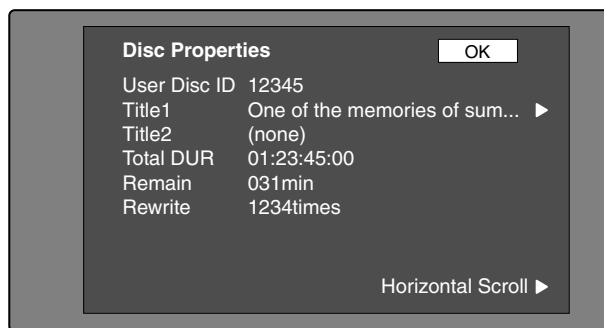 Disc Properties OK
User Disc ID 12345
Title1 One of the memories of sum... ▶
Title2 (none)
Total DUR 01:23:45:00
Remain 031min
Rewrite 1234times
Horizontal Scroll ▶